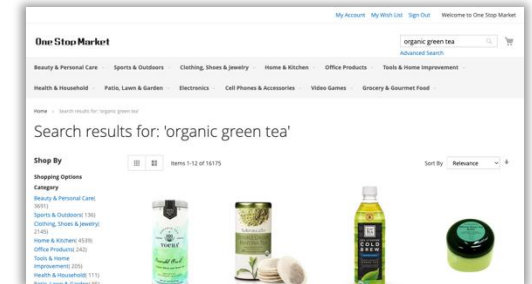 My Account My Wish List Sign Out Welcome to One Stop Market
One Stop Market
organic green tea
Advanced Search
Beauty & Personal Care Sports & Outdoors Clothing, Shoes & Jewelry Home & Kitchen Office Products Tools & Home Improvement
Health & Household Patio, Lawn & Garden Electronics Cell Phones & Accessories Video Games Grocery & Gourmet Food
Home Search results for: 'organic green tea'
Search results for: 'organic green tea'
Shop By
Items 1-12 of 16175
Sort By Relevance
Shopping Options
Category
Beauty & Personal Care(
3651)
Sports & Outdoors( 136)
Clothing, Shoes & Jewelry(
2145)
Home & Kitchen( 4539)
Office Products( 242)
Tools & Home
Improvement( 205)
Health & Household( 111)
COLD
BREW